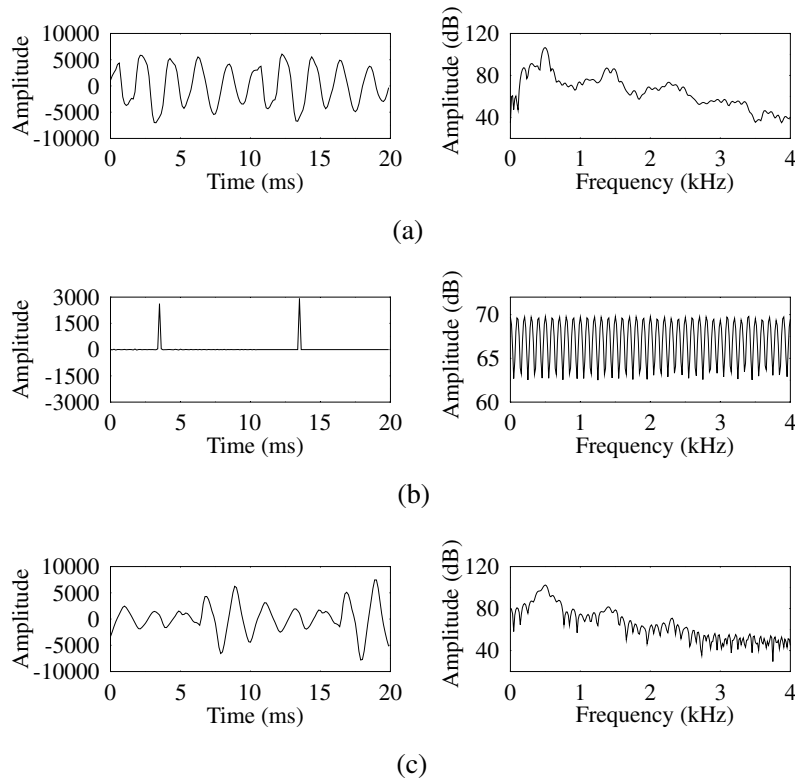 10000
5000
0
-5000
-10000
Amplitude
0 5 10 15 20
Time (ms)
120
80
40
Amplitude (dB)
0 1 2 3 4
Frequency (kHz)
(a)
3000
1500
0
-1500
-3000
Amplitude
0 5 10 15 20
Time (ms)
70
65
60
Amplitude (dB)
0 1 2 3 4
Frequency (kHz)
(b)
10000
5000
0
-5000
-10000
Amplitude
0 5 10 15 20
Time (ms)
120
80
40
Amplitude (dB)
0 1 2 3 4
Frequency (kHz)
(c)